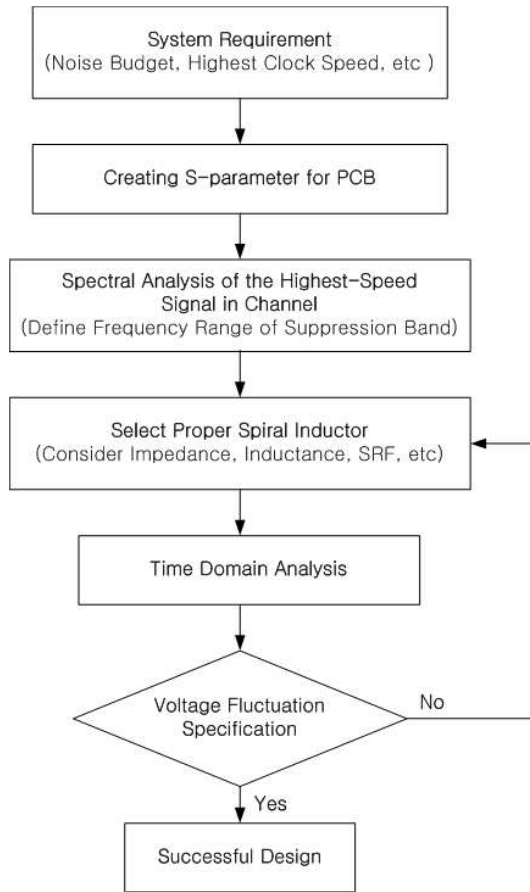 System Requirement
(Noise Budget, Highest Clock Speed, etc )
Creating S-parameter for PCB
Spectral Analysis of the Highest-Speed
Signal in Channel
(Define Frequency Range of Suppression Band)
Select Proper Spiral Inductor
(Consider Impedance, Inductance, SRF, etc)
Time Domain Analysis
Voltage Fluctuation
Specification
No
Yes
Successful Design